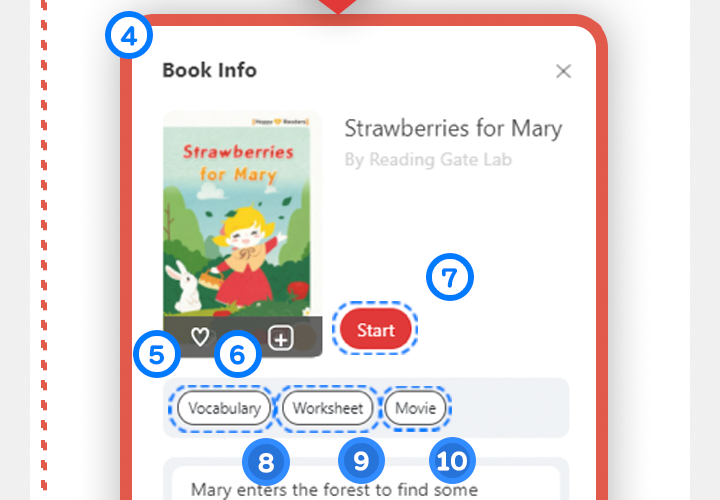 4
Book Info
[Happy Readers]
Strawberries
for Mary
Strawberries for Mary
By Reading Gate Lab
7
Start
5
6
Vocabulary
Worksheet
Movie
8
9
10
Mary enters the forest to find some